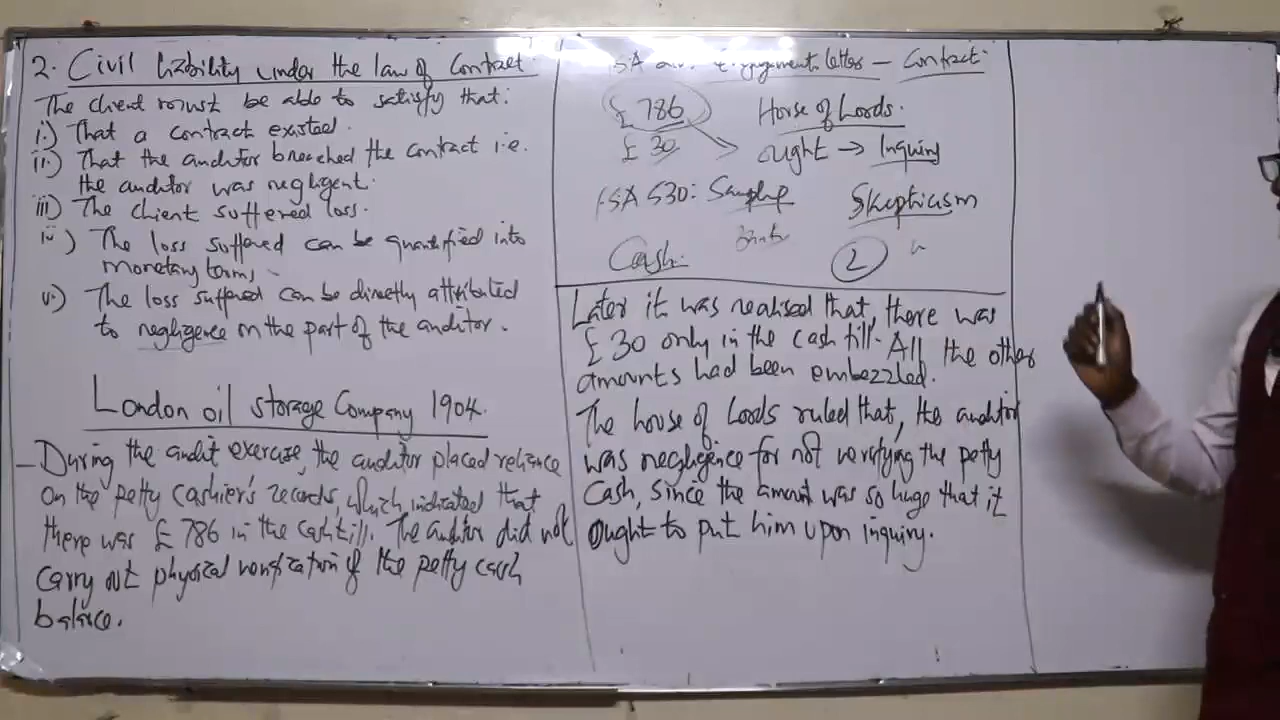 2. Civil Liability under the law of Contract.
The client must be able to satisfy that:
i.) That a contract existed.
ii.) That the auditor breached the contract i.e.
the auditor was negligent.
iii) The client suffered loss.
iv) The loss suffered can be quantified into
monetary terms
v.) The loss suffered can be directly attributed
to negligence on the part of the auditor.
London oil storage Company 1904.
- During the audit exercise, the auditor placed reliance
on the petty cashier's records, which indicated that
there was £ 786 in the cash till. The auditor did not
carry out physical verification of the petty cash
balance.
ISA Engagement letter - Contract.
£ 786 House of Lords.
£ 30 ought → Inquiry
ISA 530: Sampling Skepticism
Cash. 2
Later it was realised that, there was
£ 30 only in the cash till. All the other
amounts had been embezzled.
The house of Lords ruled that, the auditor
was negligence for not verifying the petty
cash, since the amount was so huge that it
ought to put him upon inquiry.